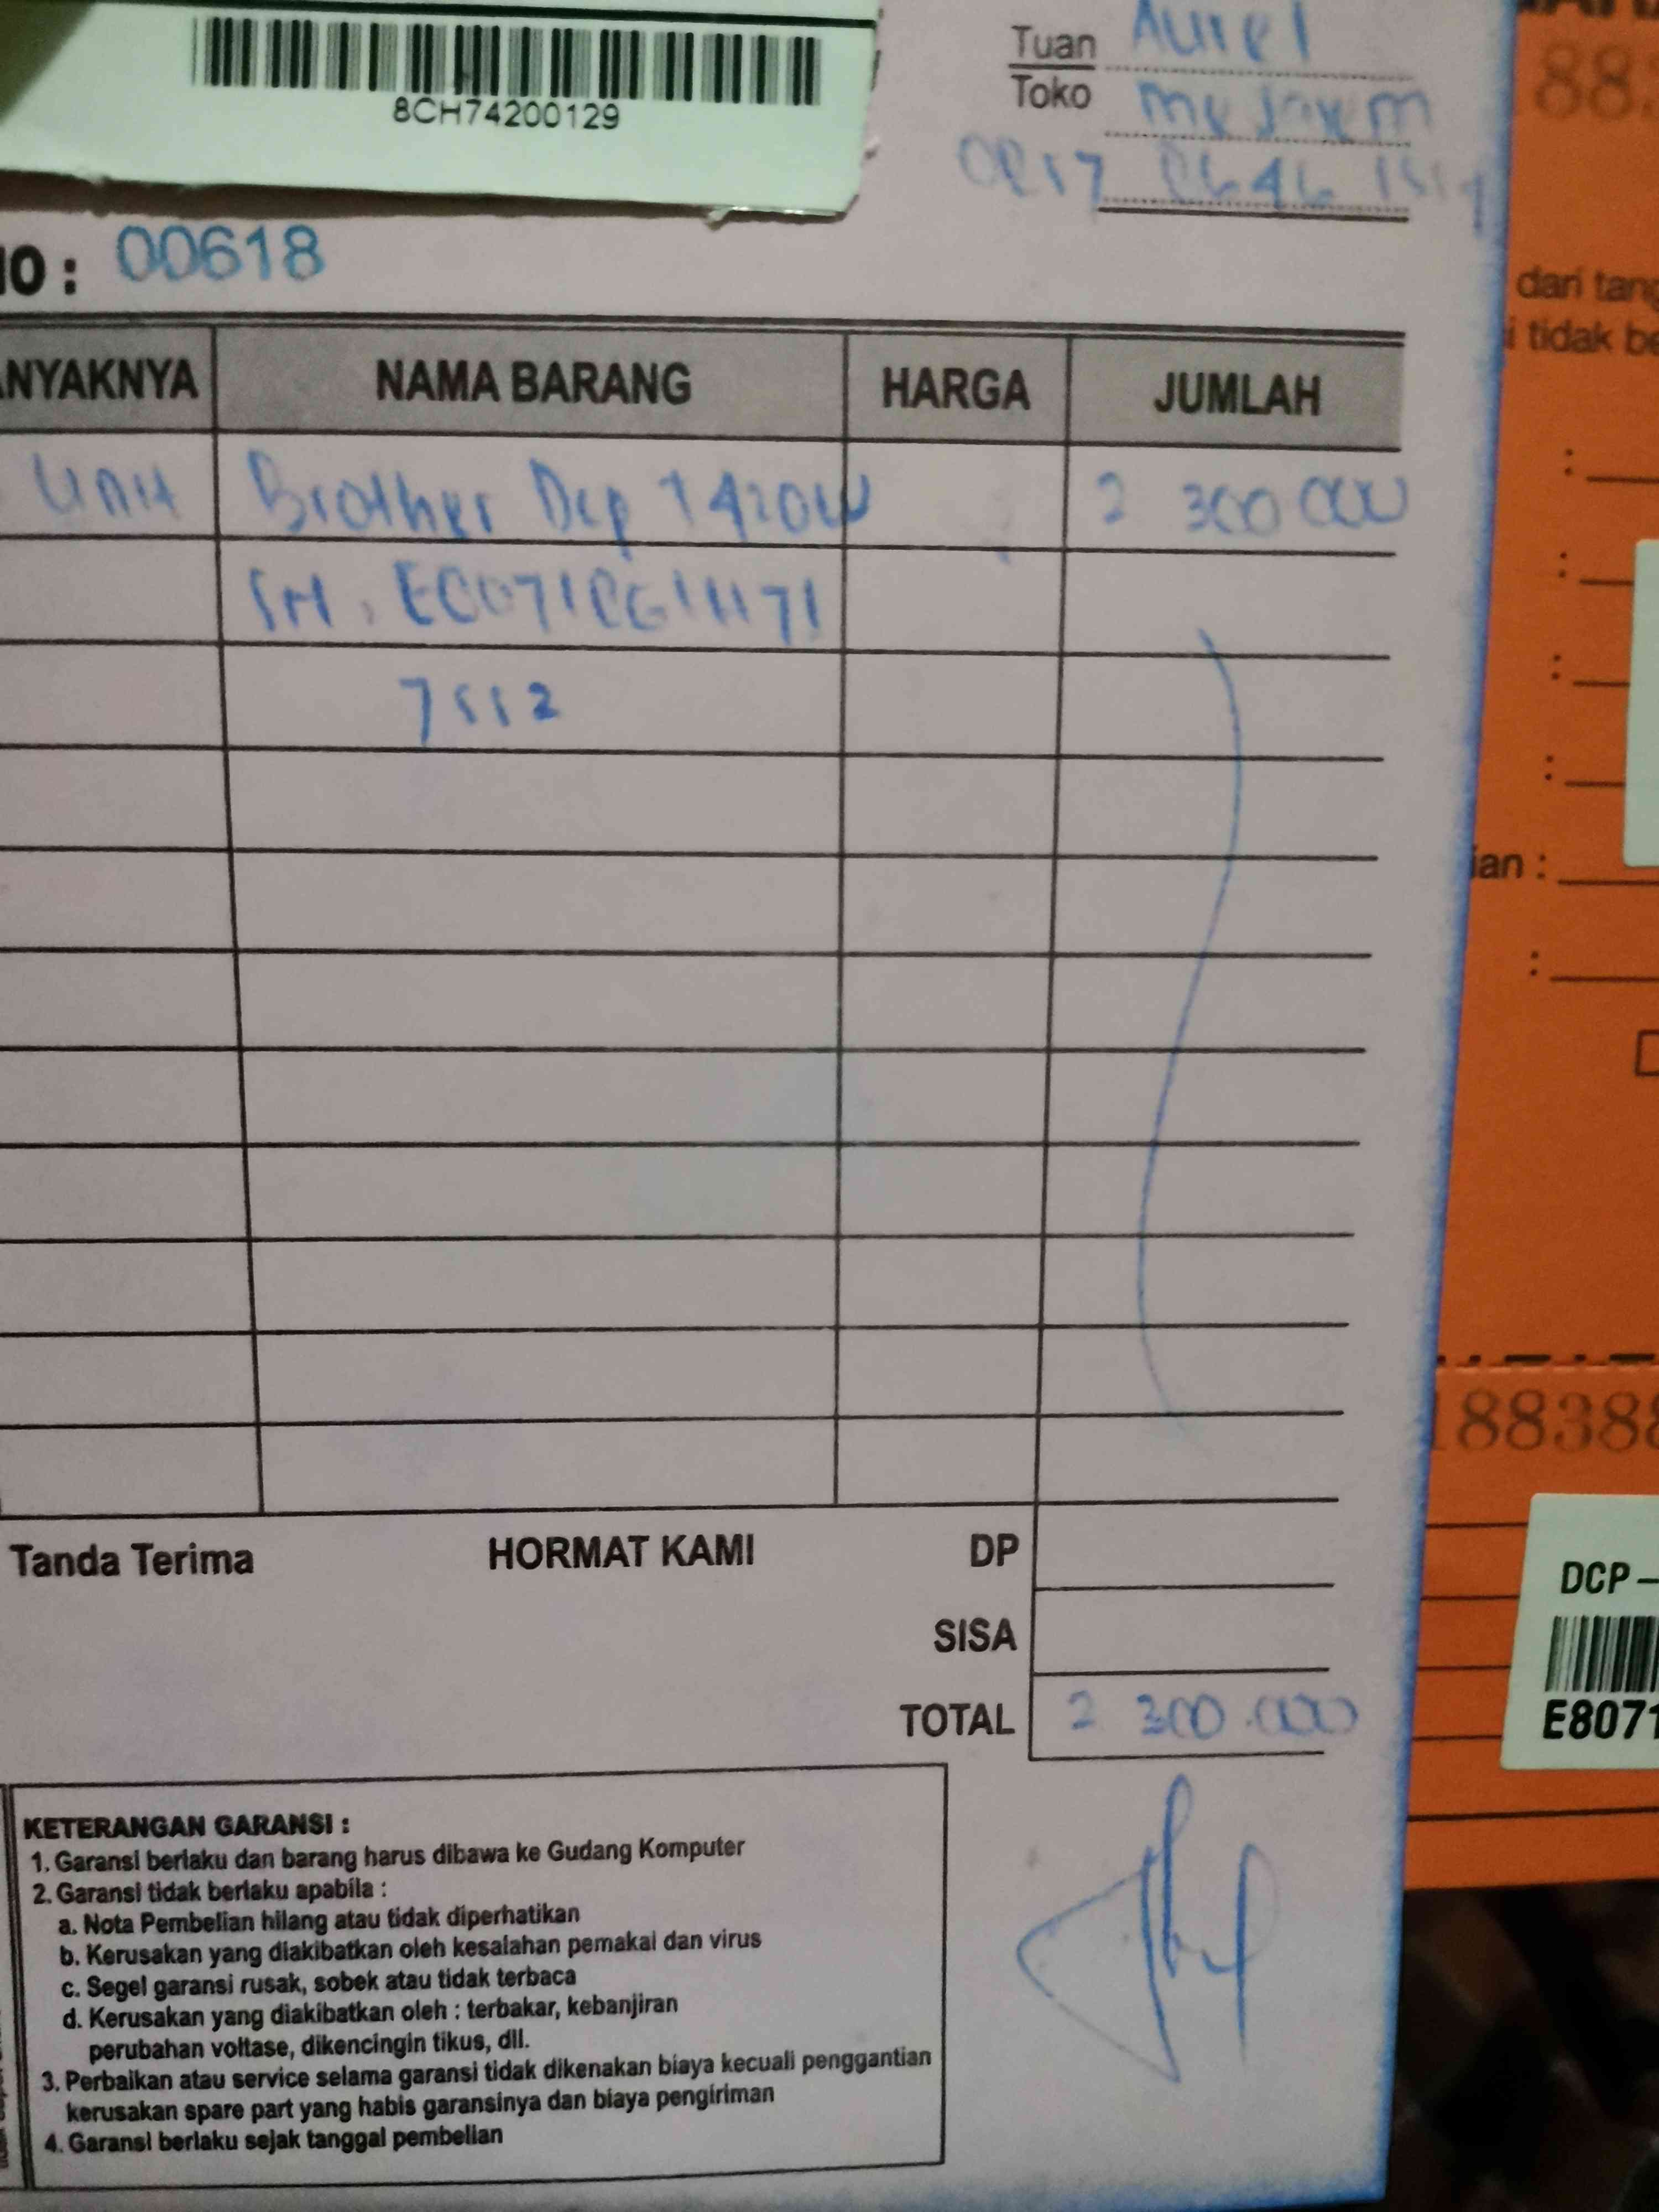 8CH74200129
Tuan Aurel
Toko
NO : 00618
NYAKNYA NAMA BARANG HARGA JUMLAH
Unit Brother Dcp T420W 2 300 000
SN :
TOTAL 2 300.000
Tanda Terima HORMAT KAMI DP
SISA
KETERANGAN GARANSI :
1. Garansi berlaku dan barang harus dibawa ke Gudang Komputer
2. Garansi tidak berlaku apabila :
a. Nota Pembelian hilang atau tidak diperhatikan
b. Kerusakan yang diakibatkan oleh kesalahan pemakai dan virus
c. Segel garansi rusak, sobek atau tidak terbaca
d. Kerusakan yang diakibatkan oleh : terbakar, kebanjiran
perubahan voltase, dikencingin tikus, dll.
3. Perbaikan atau service selama garansi tidak dikenakan biaya kecuali penggantian
kerusakan spare part yang habis garansinya dan biaya pengiriman
4. Garansi berlaku sejak tanggal pembelian
dari tang
i tidak be
ian :
188388
DCP –
E8071